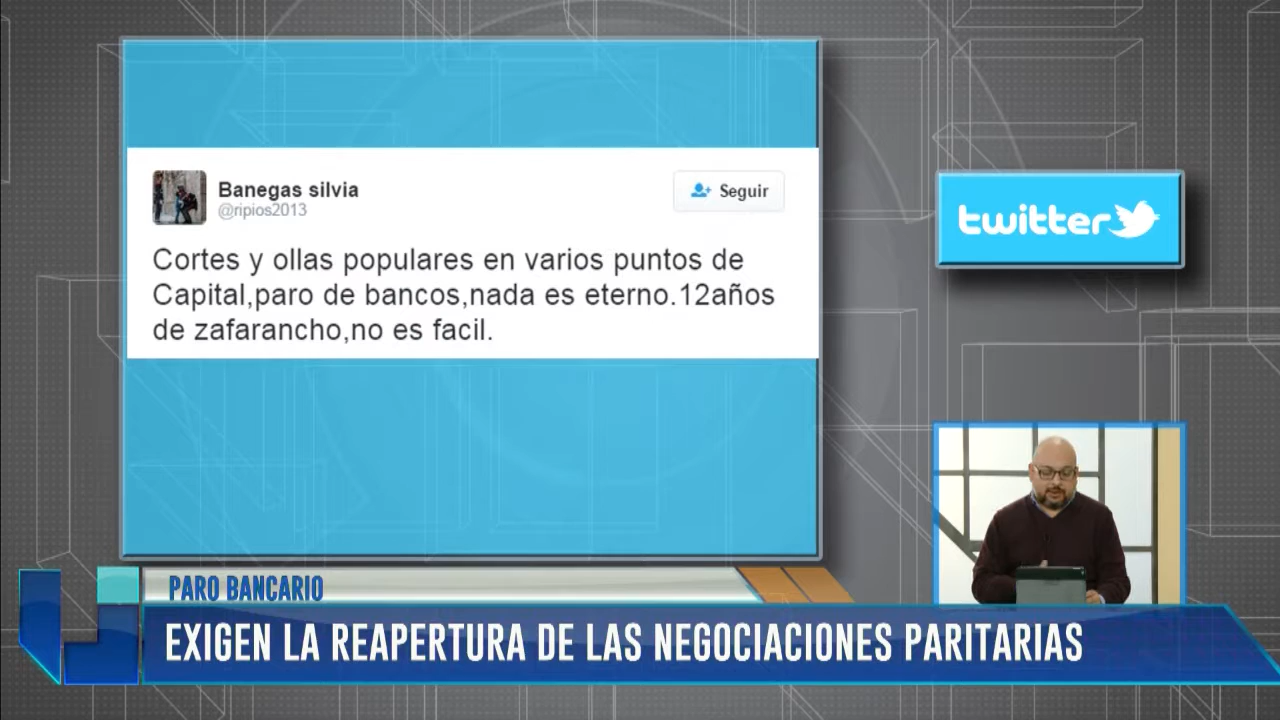 Banegas silvia
@ripios2013
Seguir
Cortes y ollas populares en varios puntos de
Capital,paro de bancos,nada es eterno.12años
de zafarancho,no es facil.
twitter
PARO BANCARIO
EXIGEN LA REAPERTURA DE LAS NEGOCIACIONES PARITARIAS